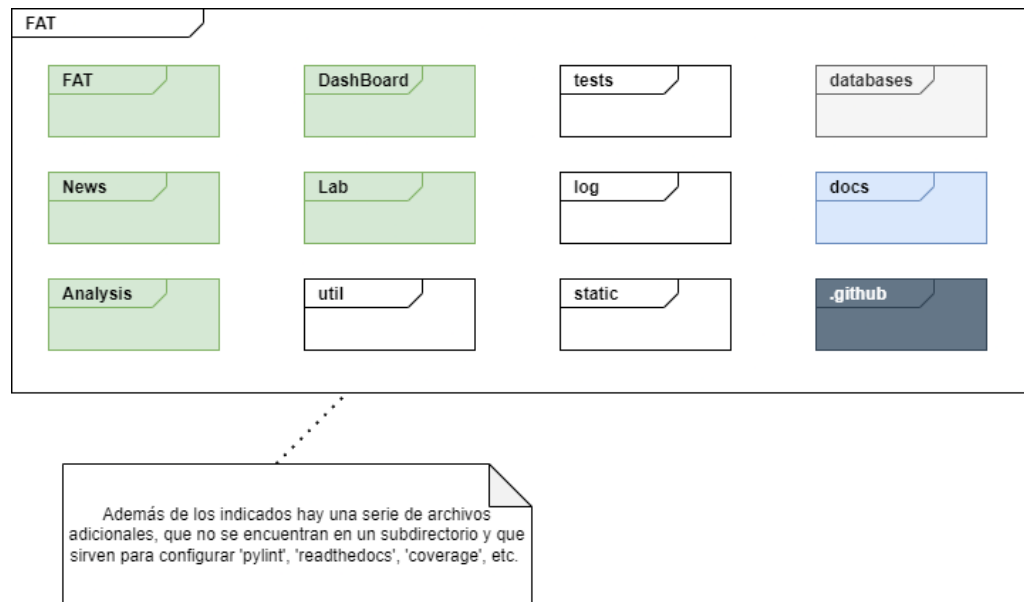 FAT
FAT
DashBoard
tests
databases
News
Lab
log
docs
Analysis
util
static
.github
Además de los indicados hay una serie de archivos
adicionales, que no se encuentran en un subdirectorio y que
sirven para configurar 'pylint', 'readthedocs', 'coverage', etc.